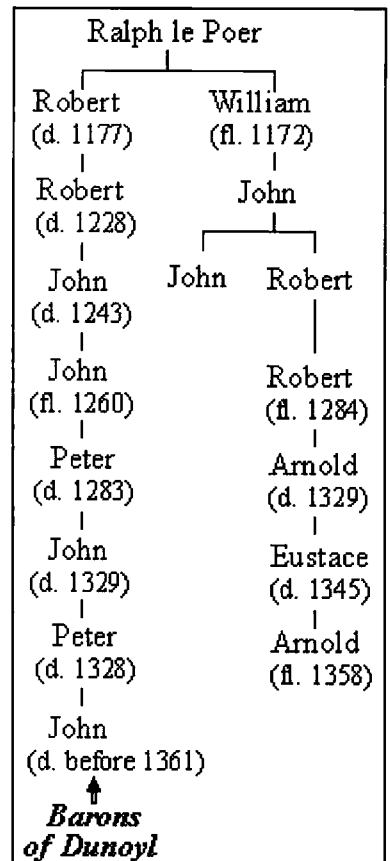 Ralph le Poer
Robert William
(d. 1177) (fl. 1172)
Robert John
(d. 1228)
John John Robert
(d. 1243)
John Robert
(fl. 1260) (fl. 1284)
Peter Arnold
(d. 1283) (d. 1329)
John Eustace
(d. 1329) (d. 1345)
Peter Arnold
(d. 1328) (fl. 1358)
John
(d. before 1361)
Barons
of Dunoyl